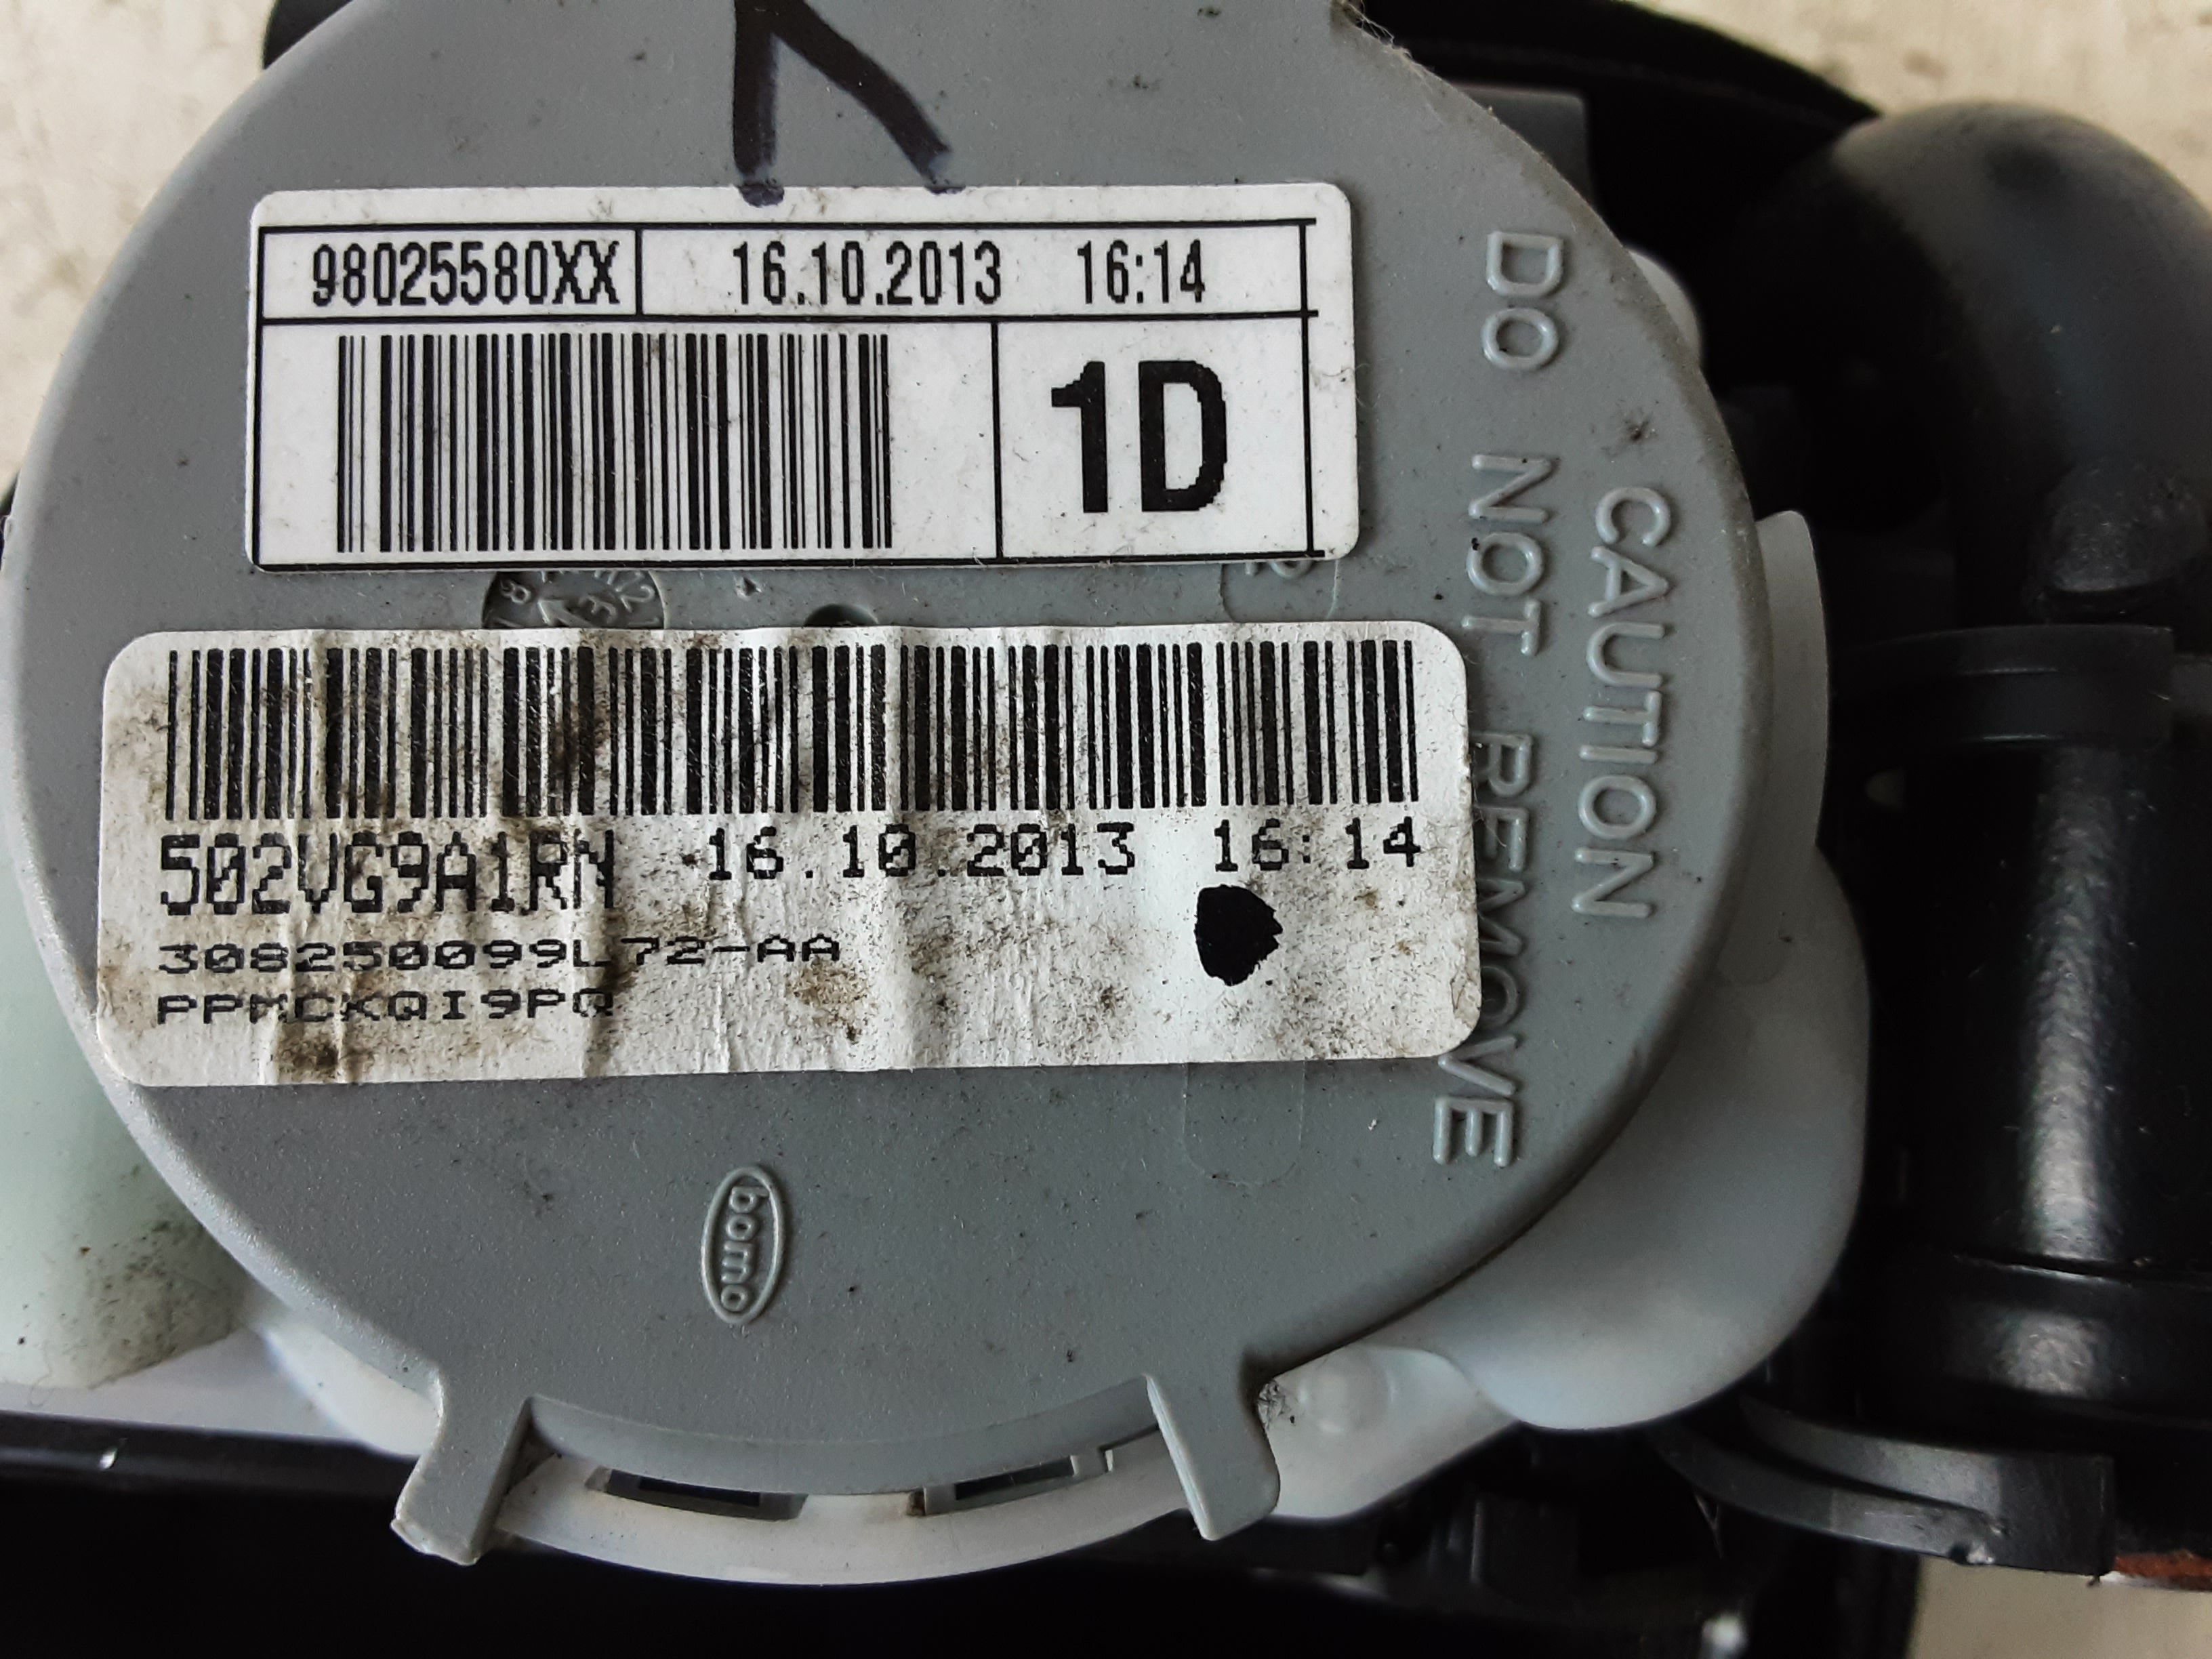 98025580XX 16.10.2013 16:14
1D
502VG9A1RN 16.10.2013 16:14
308250099L72-AA
PPMCKQI9PQ
CAUTION
DO NOT REMOVE
bomo